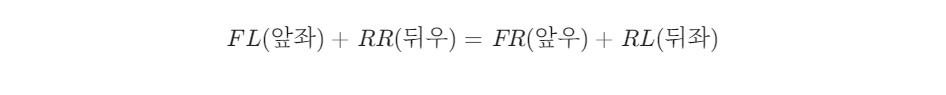 FL(앞좌) + RR(뒤우) = FR(앞우) + RL(뒤좌)